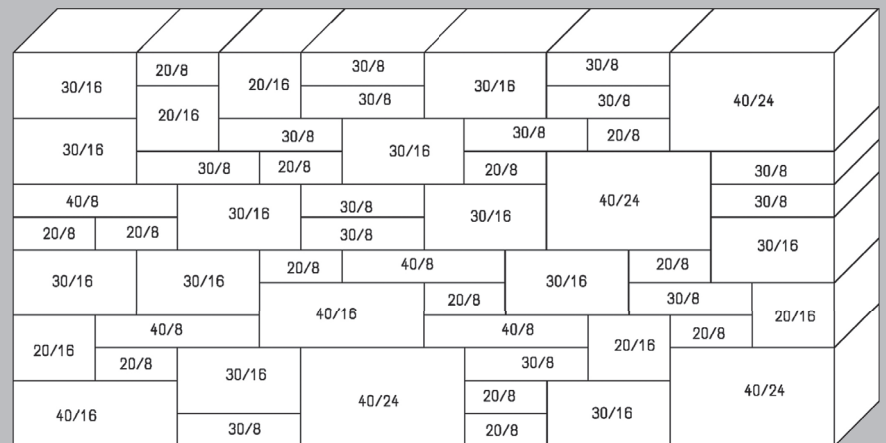 20/8 30/8 30/8
30/16 20/16 30/16
30/8 30/8 40/24
20/16
30/8 30/8 20/8
30/16 30/16
30/8 20/8 20/8 30/8
40/8 30/8 40/24 30/8
30/16 30/16
20/8 20/8 30/8 30/16
20/8 40/8 20/8
30/16 30/16 30/16
20/8 30/8
40/16 20/16
40/8 40/8 20/8
20/16 20/16
20/8 30/8
30/16 40/24
20/8
40/24
40/16 30/16
30/8 20/8